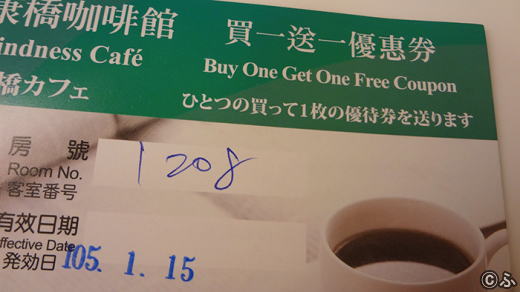 康橋咖啡館
indness Café
橋カフェ
買一送一優惠券
Buy One Get One Free Coupon
ひとつの買って1枚の優待券を送ります
房 號
Room No.
客室番号
1208
有效日期
ffective Date
発効日
105. 1. 15
©ふ